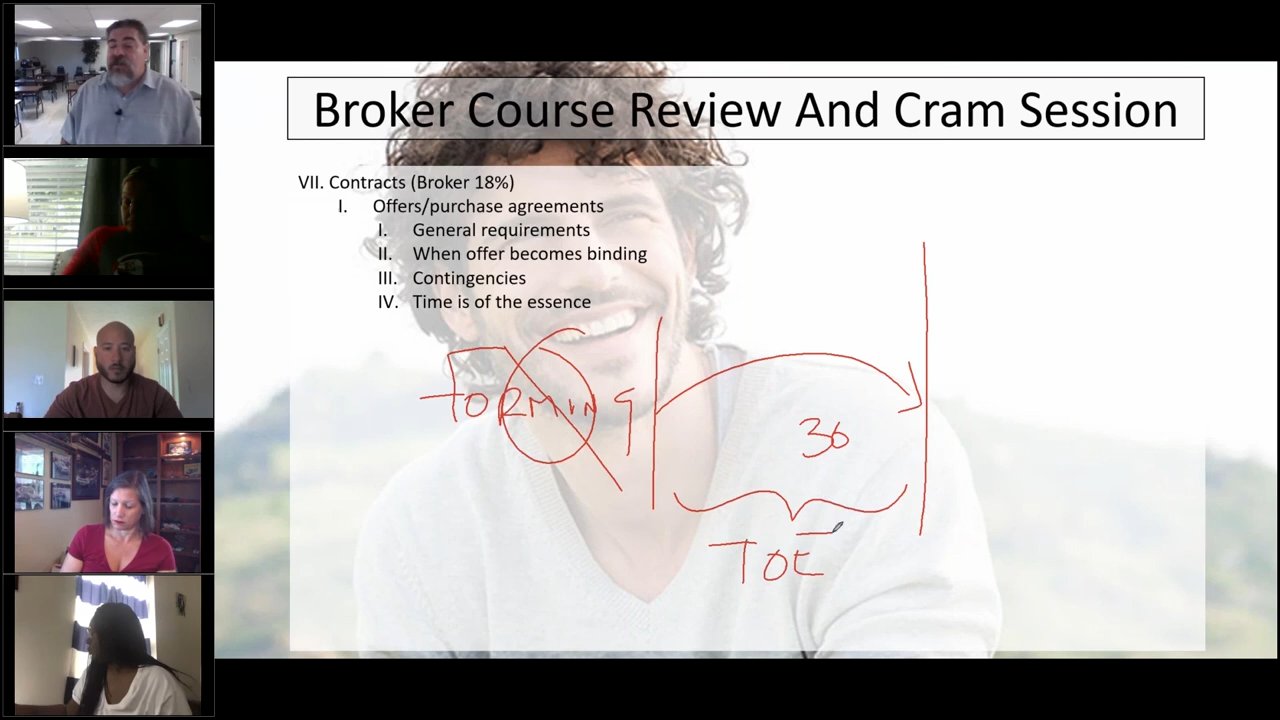 Broker Course Review And Cram Session
VII. Contracts (Broker 18%)
I. Offers/purchase agreements
I. General requirements
II. When offer becomes binding
III. Contingencies
IV. Time is of the essence
FORMING
30
TOE